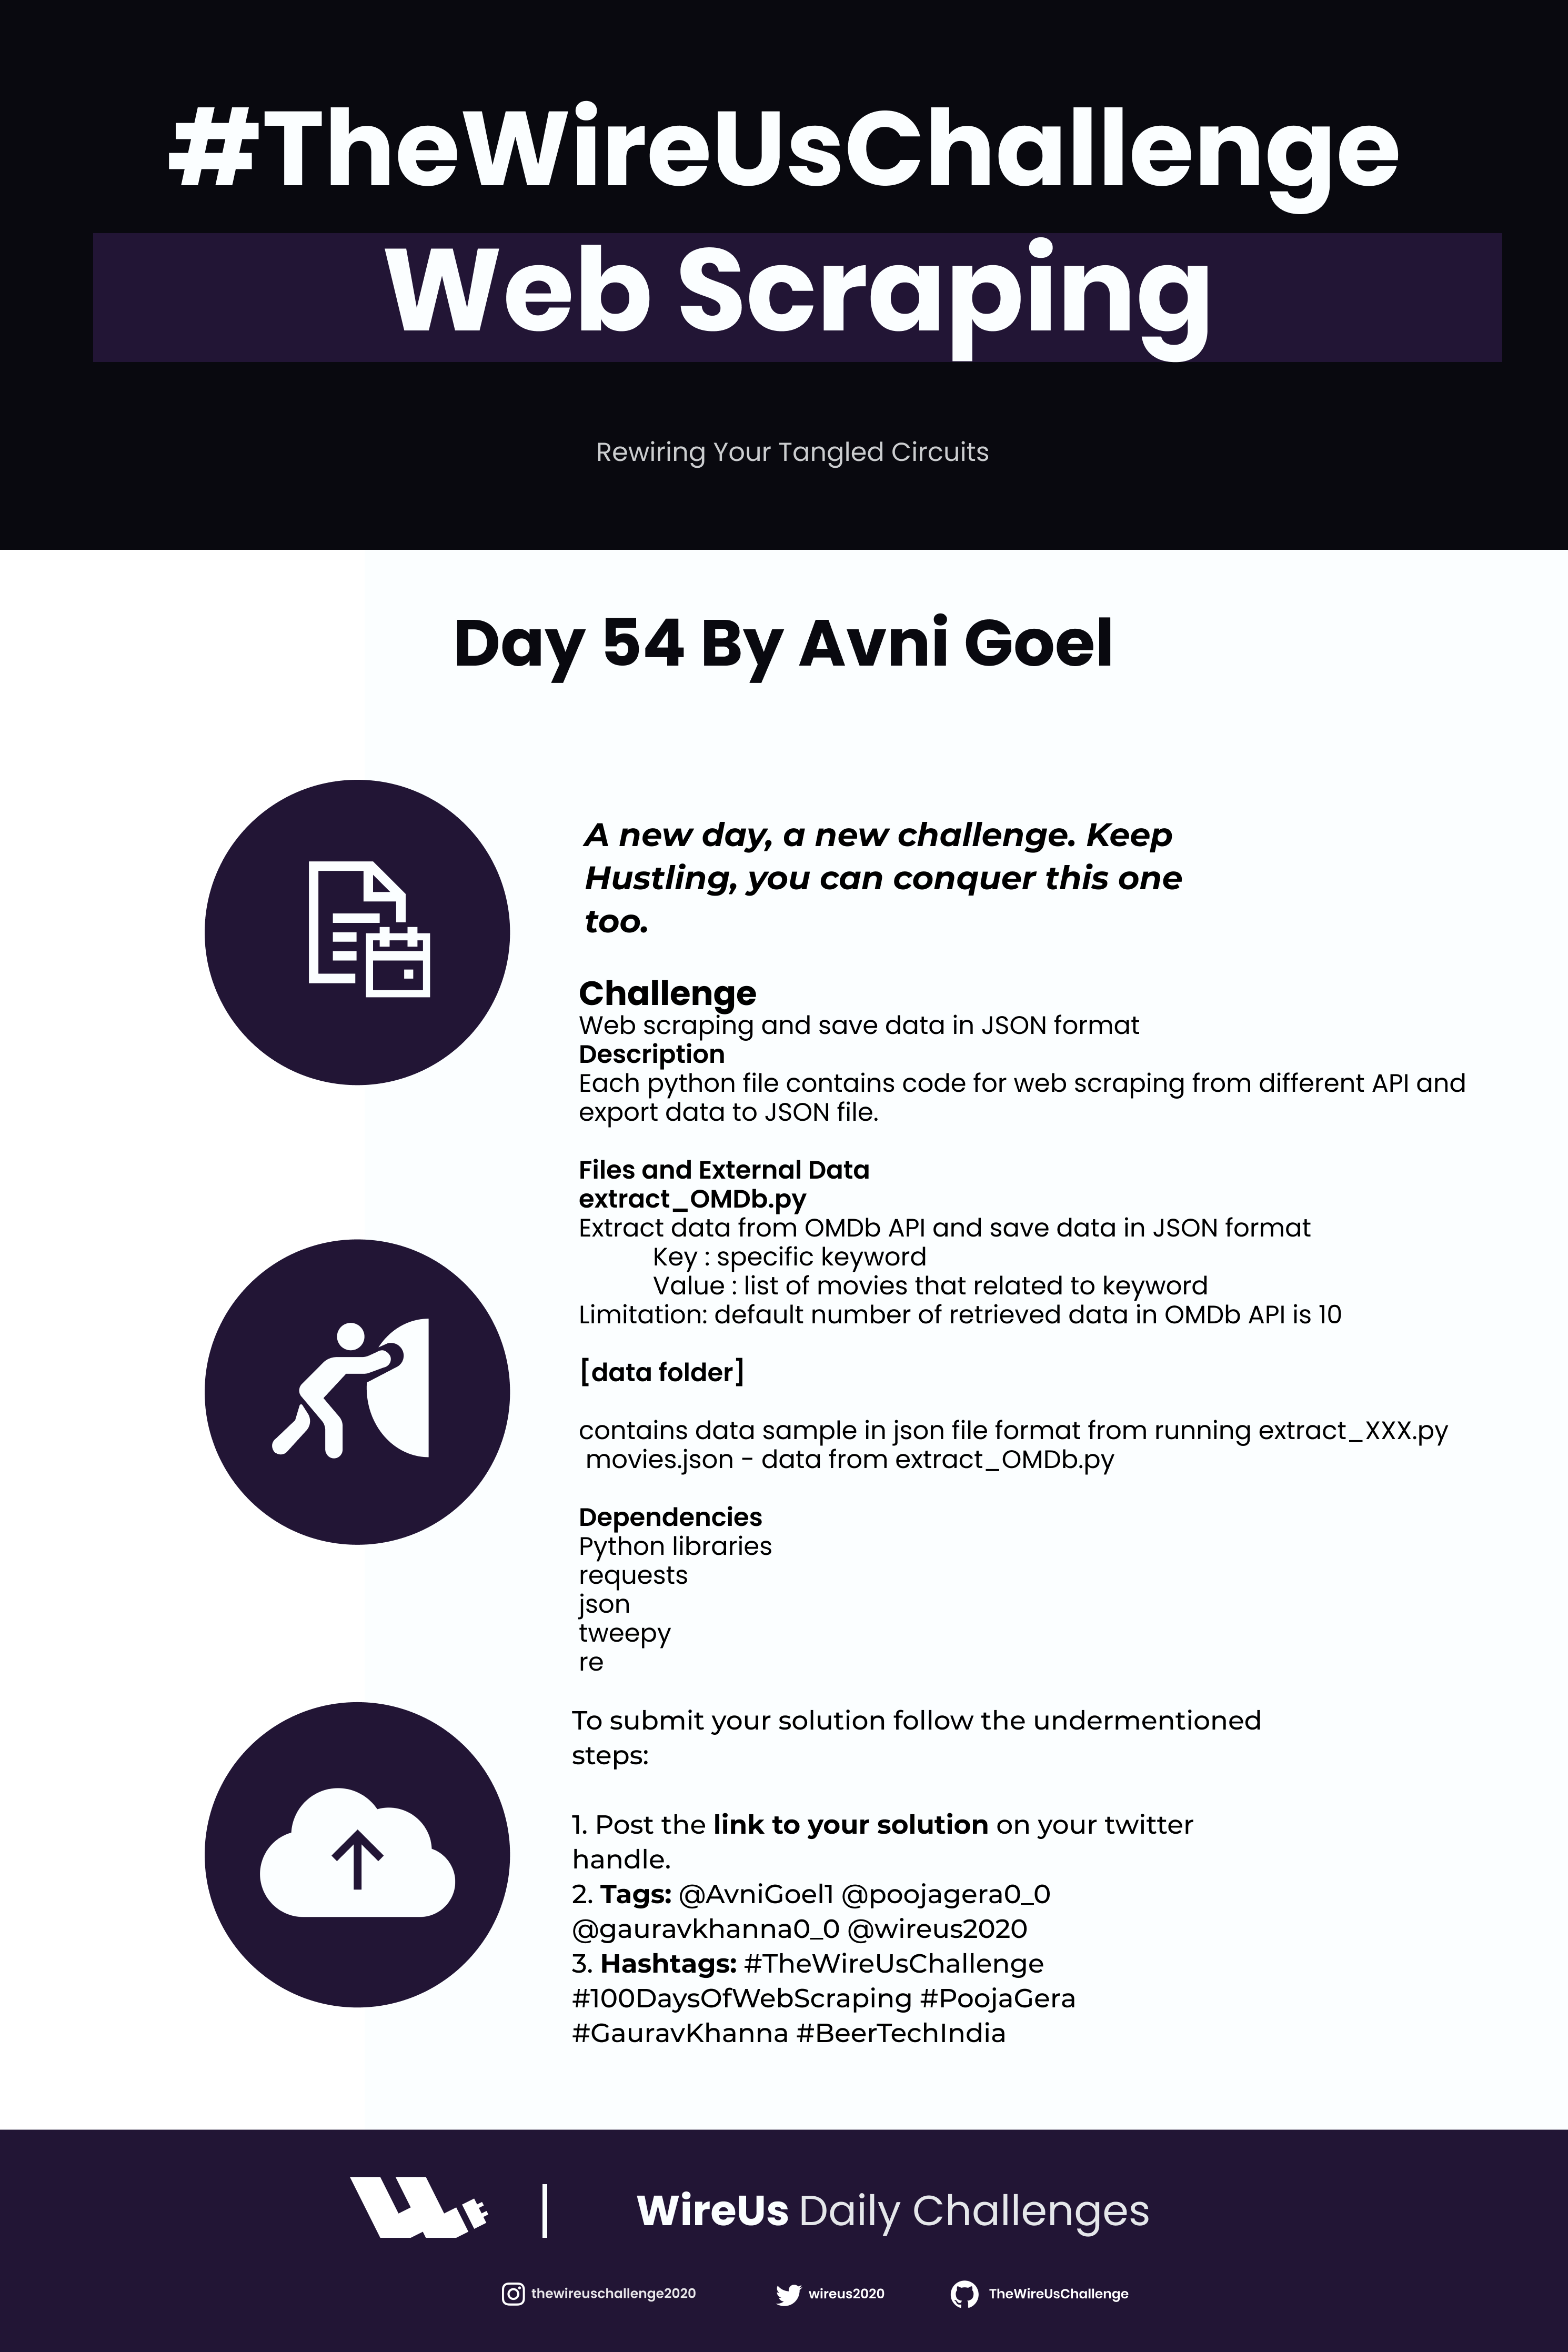 #TheWireUsChallenge
Web Scraping
Rewiring Your Tangled Circuits
Day 54 By Avni Goel
A new day, a new challenge. Keep
Hustling, you can conquer this one
too.
Challenge
Web scraping and save data in JSON format
Description
Each python file contains code for web scraping from different API and
export data to JSON file.
Files and External Data
extract_OMDb.py
Extract data from OMDb API and save data in JSON format
Key : specific keyword
Value : list of movies that related to keyword
Limitation: default number of retrieved data in OMDb API is 10
[data folder]
contains data sample in json file format from running extract_XXX.py
movies.json - data from extract_OMDb.py
Dependencies
Python libraries
requests
json
tweepy
re
To submit your solution follow the undermentioned
steps:
1. Post the link to your solution on your twitter
handle.
2. Tags: @AvniGoel1 @poojagera0_0
@gauravkhanna0_0 @wireus2020
3. Hashtags: #TheWireUsChallenge
#100DaysOfWebScraping #PoojaGera
#GauravKhanna #BeerTechIndia
WireUs Daily Challenges
thewireuschallenge2020 wireus2020 TheWireUsChallenge